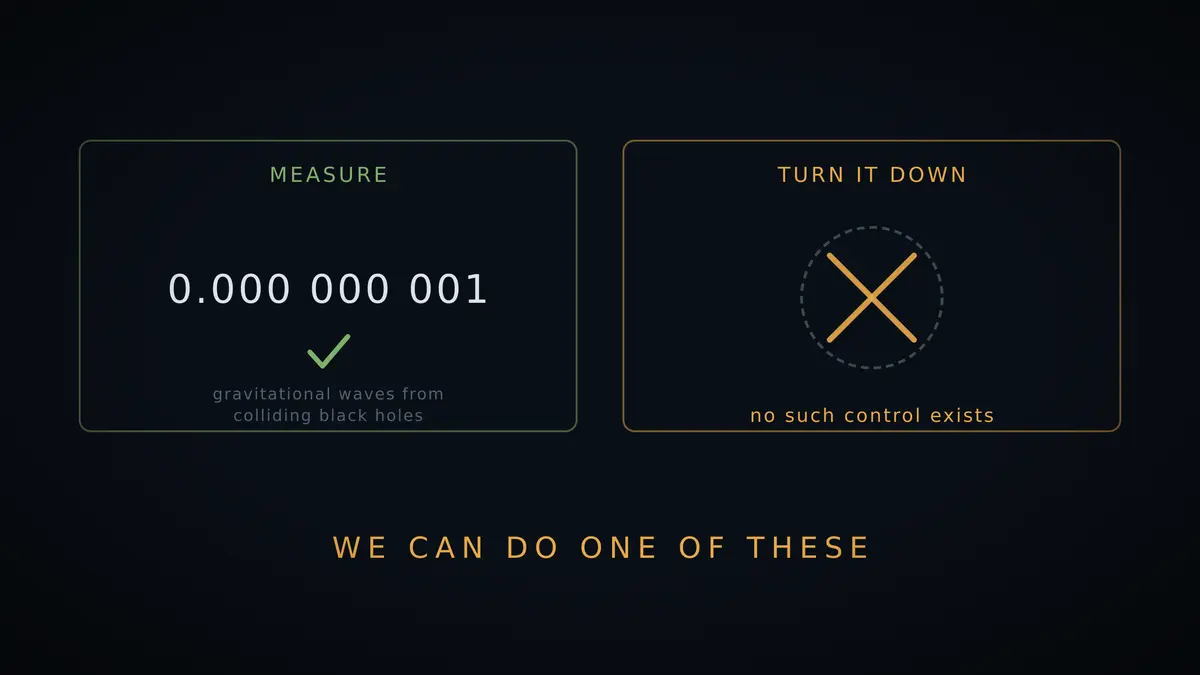 MEASURE
0.000 000 001
gravitational waves from
colliding black holes
TURN IT DOWN
no such control exists
WE CAN DO ONE OF THESE